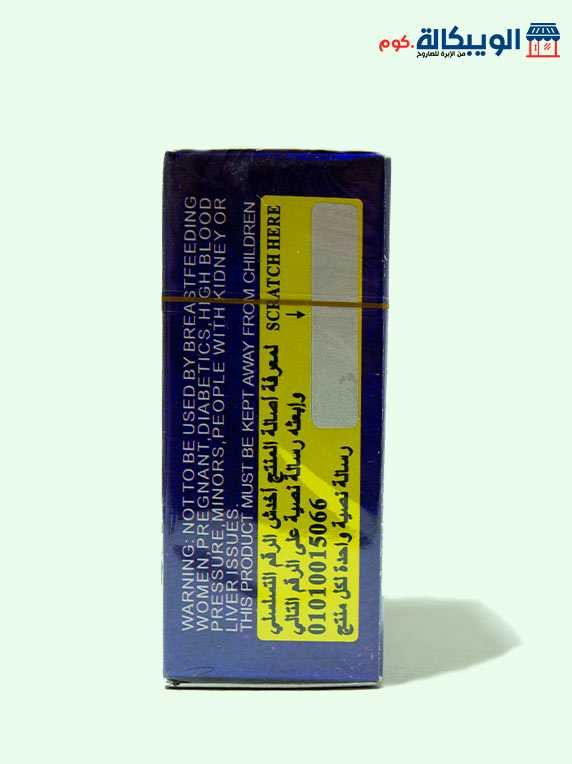 الويبكالة.كوم
من الإبرة للصاروخ
WARNING: NOT TO BE USED BY BREASTFEEDING
WOMEN, PREGNANT, DIABETICS, HIGH BLOOD
PRESSURE, MINORS, PEOPLE WITH KIDNEY OR
LIVER ISSUES.
THIS PRODUCT MUST BE KEPT AWAY FROM CHILDREN
لمعرفة أصالة المنتج أخدش الرقم التسلسلي
SCRATCH HERE
وإبعثه رسالة نصية على الرقم التالي
01010015066
رسالة نصية واحدة لكل منتج